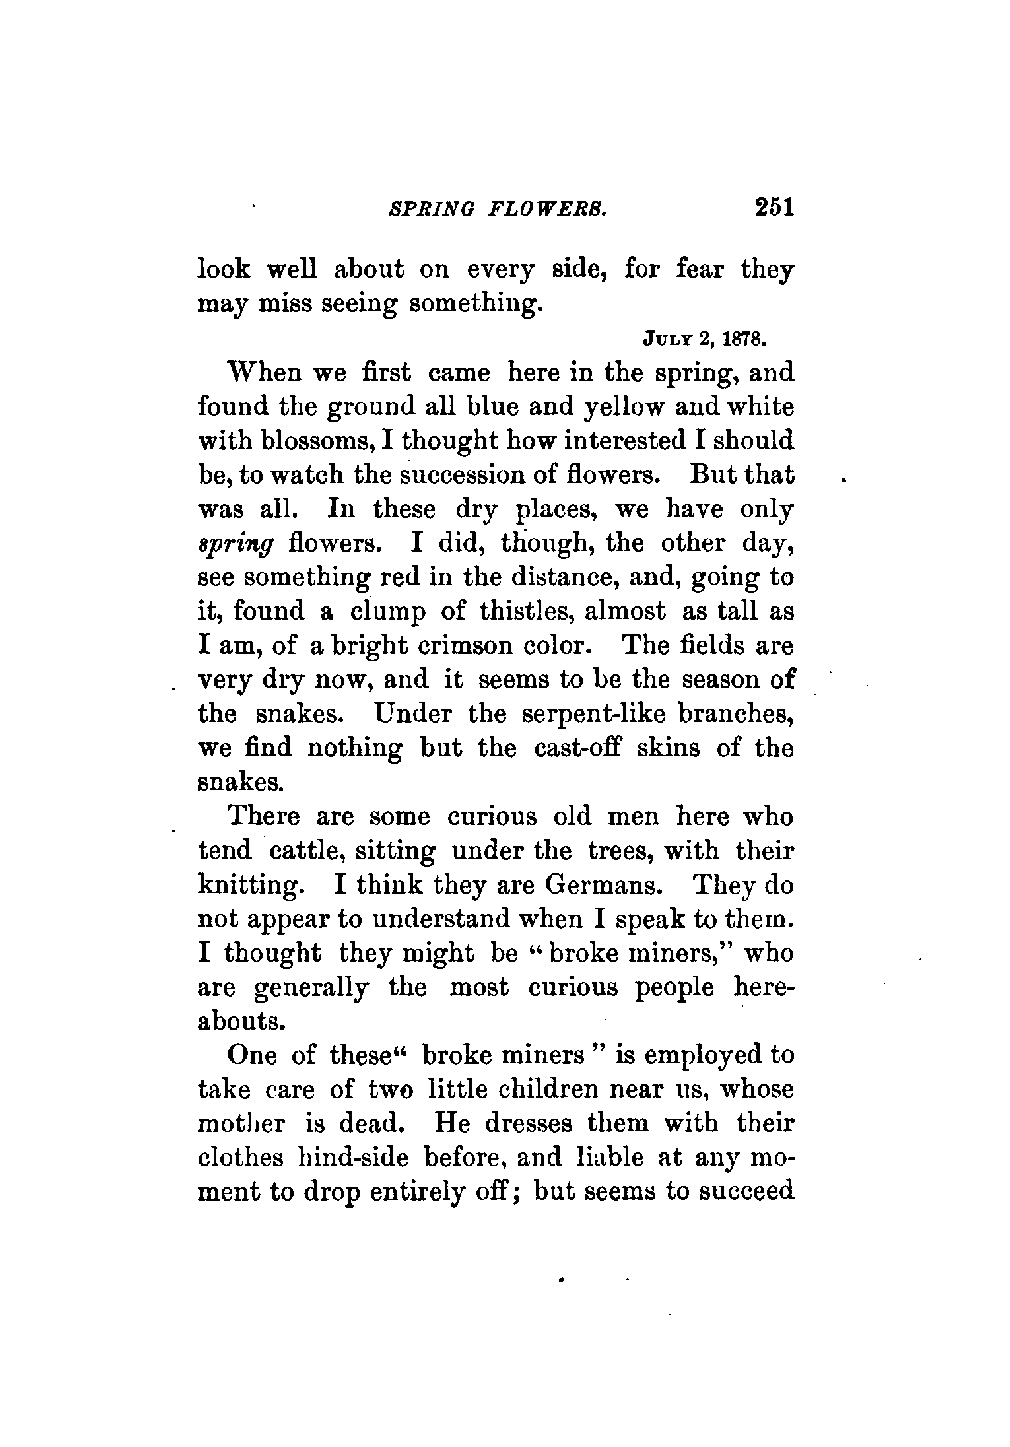 SPRING FLOWERS. 251
look well about on every side, for fear they
may miss seeing something.
JULY 2, 1878.
When we first came here in the spring, and
found the ground all blue and yellow and white
with blossoms, I thought how interested I should
be, to watch the succession of flowers. But that
was all. In these dry places, we have only
spring flowers. I did, though, the other day,
see something red in the distance, and, going to
it, found a clump of thistles, almost as tall as
I am, of a bright crimson color. The fields are
very dry now, and it seems to be the season of
the snakes. Under the serpent-like branches,
we find nothing but the cast-off skins of the
snakes.
There are some curious old men here who
tend cattle, sitting under the trees, with their
knitting. I think they are Germans. They do
not appear to understand when I speak to them.
I thought they might be “ broke miners,” who
are generally the most curious people here-
abouts.
One of these“ broke miners ” is employed to
take care of two little children near us, whose
mother is dead. He dresses them with their
clothes hind-side before, and liable at any mo-
ment to drop entirely off; but seems to succeed